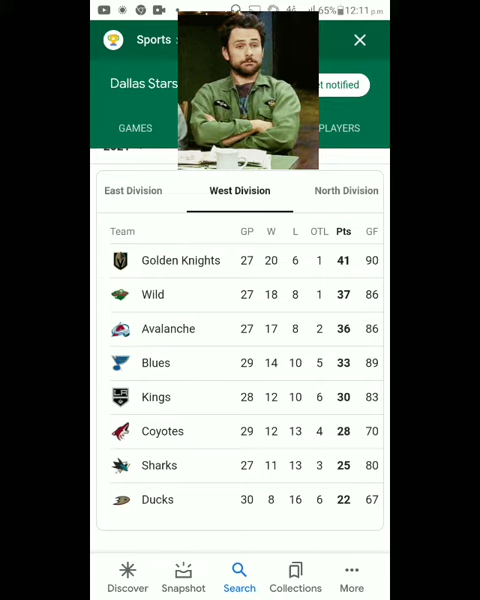 65% 12:11 p.m
Sports
Dallas Stars
et notified
GAMES PLAYERS
East Division West Division North Division
Team GP W L OTL Pts GF
Golden Knights 27 20 6 1 41 90
Wild 27 18 8 1 37 86
Avalanche 27 17 8 2 36 86
Blues 29 14 10 5 33 89
LA
Kings 28 12 10 6 30 83
Coyotes 29 12 13 4 28 70
Sharks 27 11 13 3 25 80
Ducks 30 8 16 6 22 67
Discover Snapshot Search Collections More